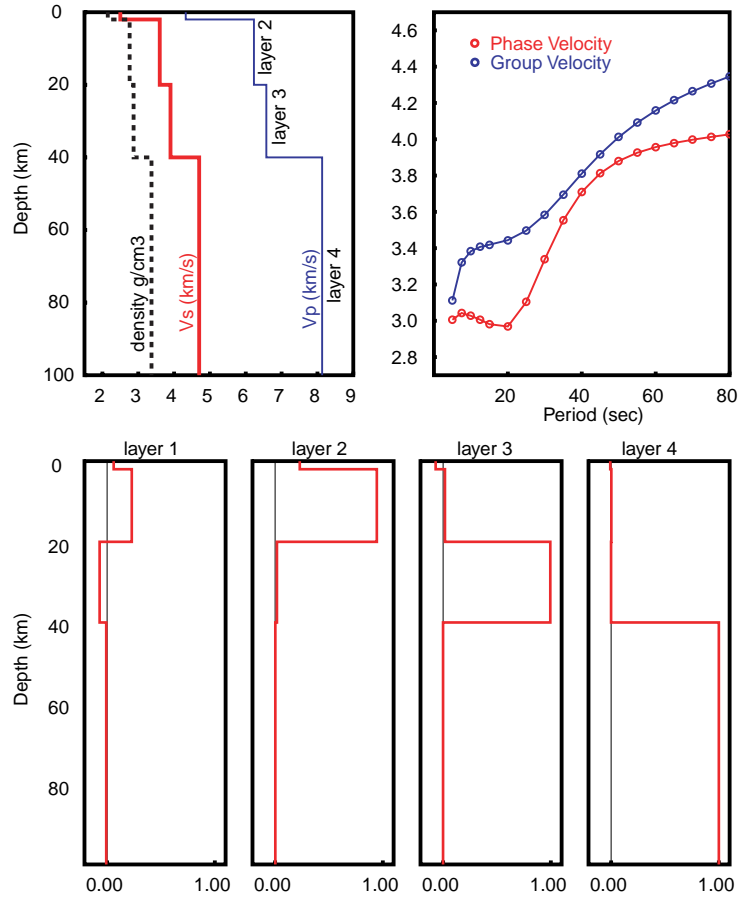 0
20
40
60
80
100
Depth (km)
2 3 4 5 6 7 8 9
density g/cm3
Vs (km/s)
Vp (km/s)
layer 2
layer 3
layer 4
4.6
4.4
4.2
4.0
3.8
3.6
3.4
3.2
3.0
2.8
Phase Velocity
Group Velocity
20 40 60 80
Period (sec)
layer 1
layer 2
layer 3
layer 4
0
20
40
60
80
Depth (km)
0.00 1.00
0.00 1.00
0.00 1.00
0.00 1.00